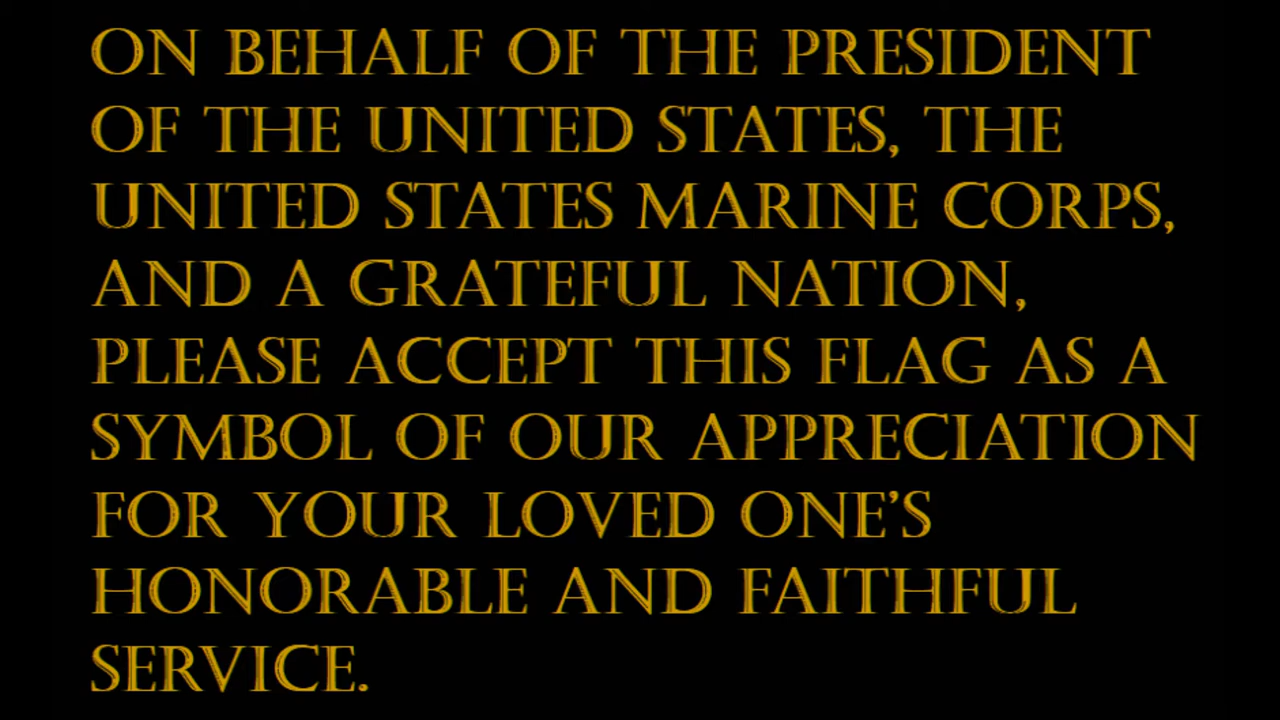 ON BEHALF OF THE PRESIDENT
OF THE UNITED STATES, THE
UNITED STATES MARINE CORPS,
AND A GRATEFUL NATION,
PLEASE ACCEPT THIS FLAG AS A
SYMBOL OF OUR APPRECIATION
FOR YOUR LOVED ONE’S
HONORABLE AND FAITHFUL
SERVICE.